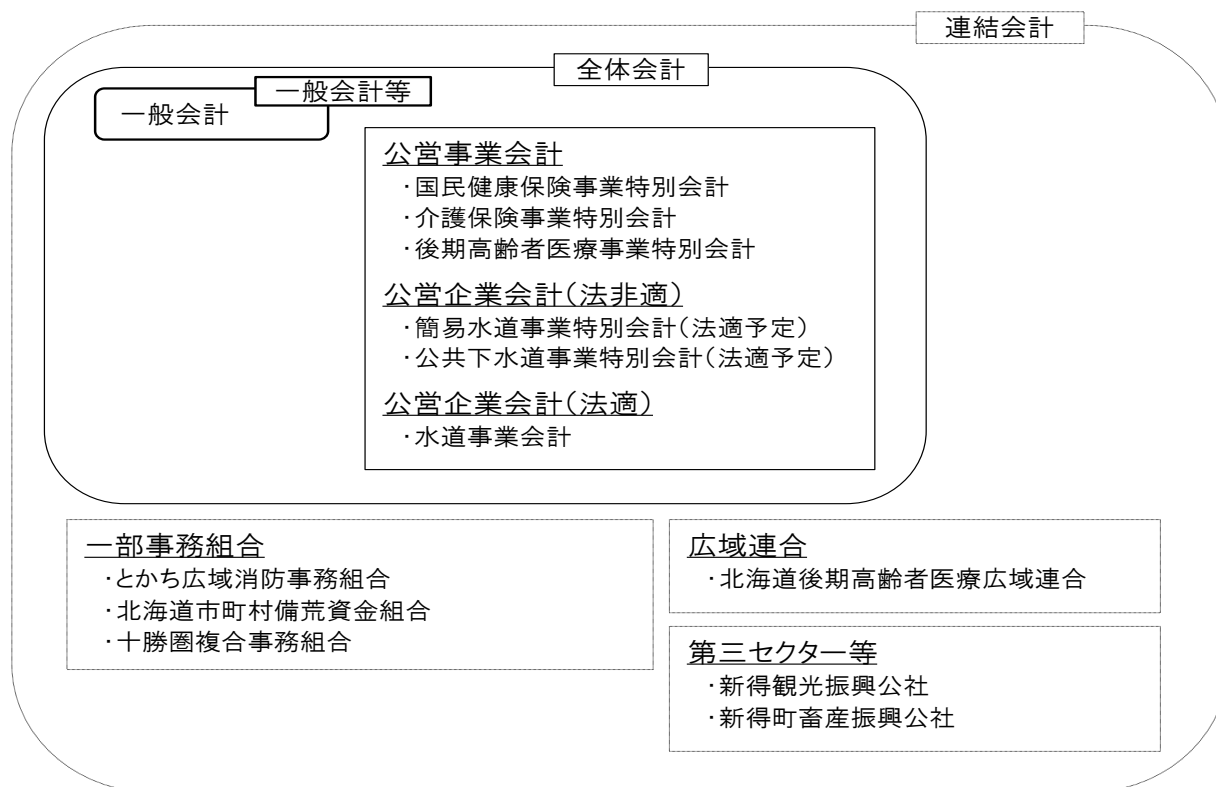 連結会計
全体会計
一般会計等
一般会計
公営事業会計
・国民健康保険事業特別会計
・介護保険事業特別会計
・後期高齢者医療事業特別会計
公営企業会計(法非適)
・簡易水道事業特別会計(法適予定)
・公共下水道事業特別会計(法適予定)
公営企業会計(法適)
・水道事業会計
一部事務組合
・とかち広域消防事務組合
・北海道市町村備荒資金組合
・十勝圏複合事務組合
広域連合
・北海道後期高齢者医療広域連合
第三セクター等
・新得観光振興公社
・新得町畜産振興公社